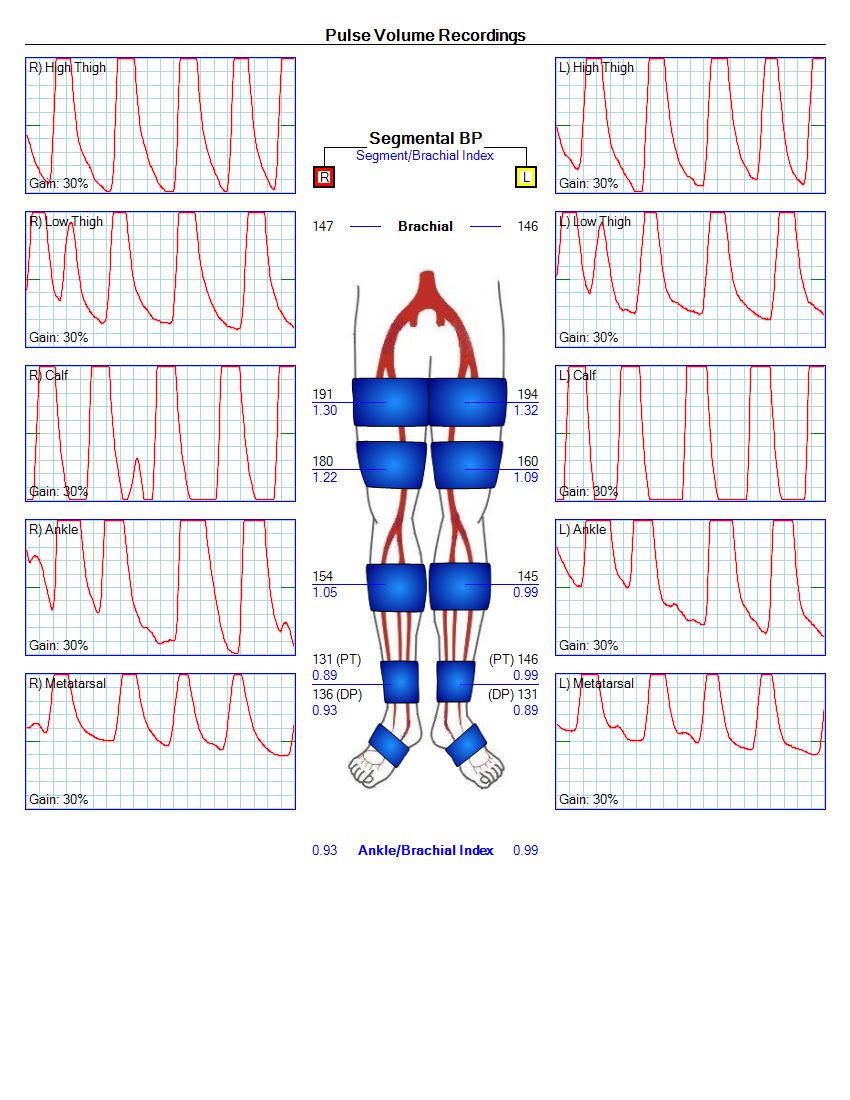 Pulse Volume Recordings
R) High Thigh
Gain: 30%
R) Low Thigh
Gain: 30%
R) Calf
Gain: 30%
R) Ankle
Gain: 30%
R) Metatarsal
Gain: 30%
Segmental BP
Segment/Brachial Index
R L
147 Brachial 146
191 194
1.30 1.32
180 160
1.22 1.09
154 145
1.05 0.99
131 (PT) (PT) 146
0.89 0.99
136 (DP) (DP) 131
0.93 0.89
0.93 Ankle/Brachial Index 0.99
L) High Thigh
Gain: 30%
L) Low Thigh
Gain: 30%
L) Calf
Gain: 30%
L) Ankle
Gain: 30%
L) Metatarsal
Gain: 30%